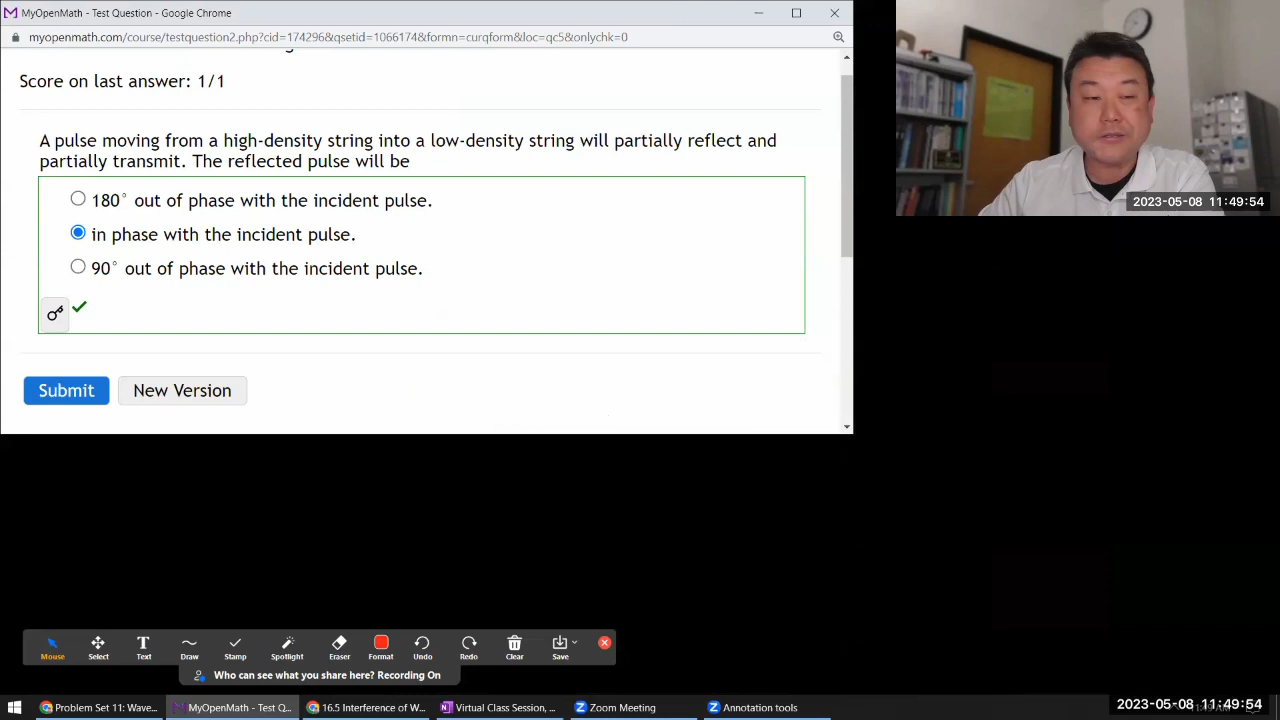 MyOpenMath - Test Question - Google Chrome
myopenmath.com/course/testquestion2.php?cid=174296&qsetid=1066174&formn=curqform&loc=qc5&onlychk=0
Score on last answer: 1/1
A pulse moving from a high-density string into a low-density string will partially reflect and
partially transmit. The reflected pulse will be
180° out of phase with the incident pulse.
in phase with the incident pulse.
90° out of phase with the incident pulse.
Submit
New Version
2023-05-08 11:49:54
Mouse
Select
Text
Draw
Stamp
Spotlight
Eraser
Format
Undo
Redo
Clear
Save
Who can see what you share here? Recording On
Problem Set 11: Wave...
MyOpenMath - Test Q...
16.5 Interference of W...
Virtual Class Session, ...
Zoom Meeting
Annotation tools
2023-05-08 11:49:54